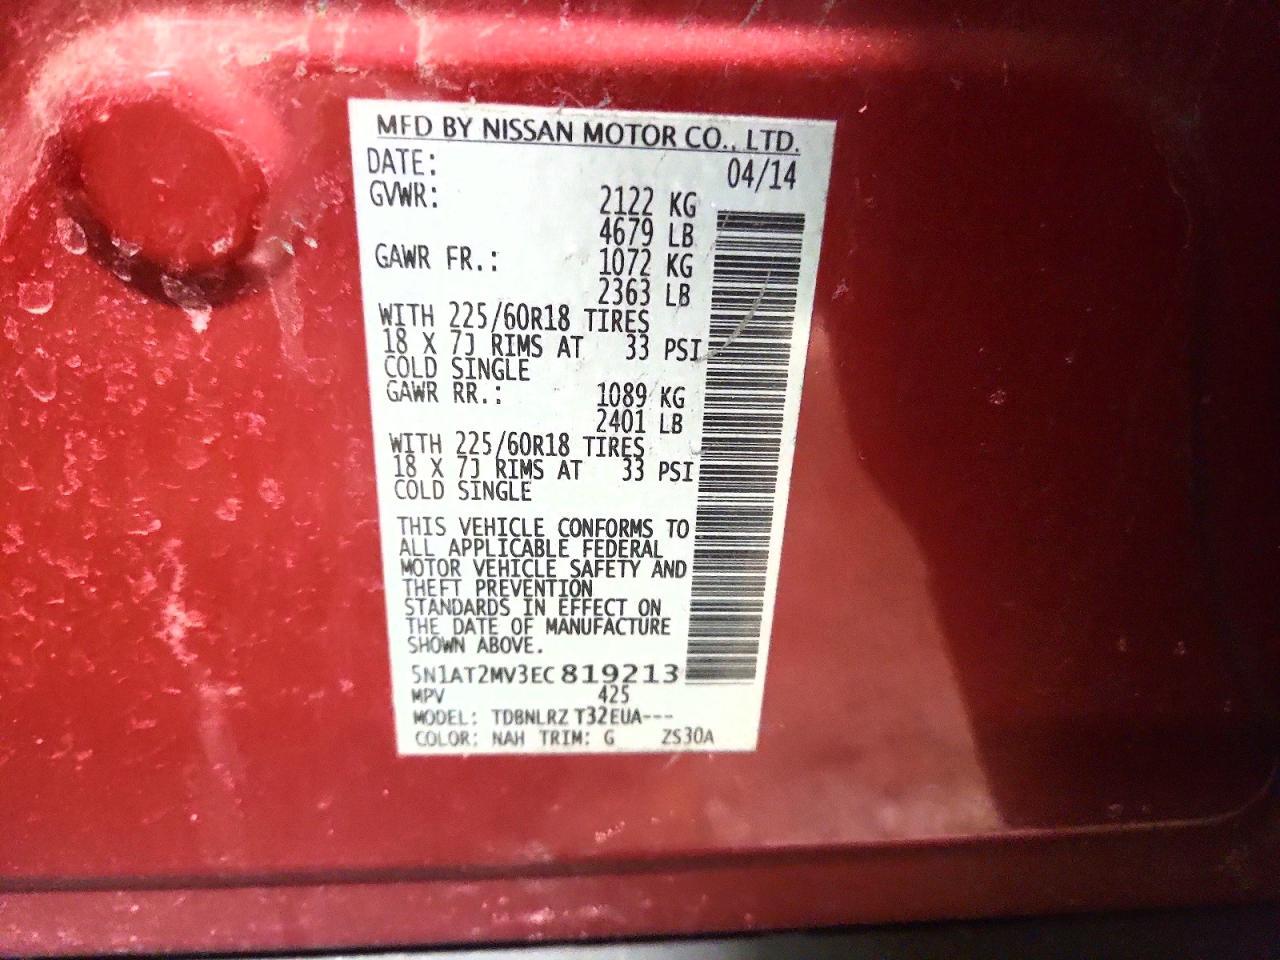 MFD BY NISSAN MOTOR CO., LTD.
DATE: 04/14
GVWR: 2122 KG
4679 LB
GAWR FR.: 1072 KG
2363 LB
WITH 225/60R18 TIRES
18 X 7J RIMS AT 33 PSI
COLD SINGLE
GAWR RR.: 1089 KG
2401 LB
WITH 225/60R18 TIRES
18 X 7J RIMS AT 33 PSI
COLD SINGLE
THIS VEHICLE CONFORMS TO
ALL APPLICABLE FEDERAL
MOTOR VEHICLE SAFETY AND
THEFT PREVENTION
STANDARDS IN EFFECT ON
THE DATE OF MANUFACTURE
SHOWN ABOVE.
5N1AT2MV3EC819213
MPV 425
MODEL: TDBNLRZ T32EUA---
COLOR: NAH TRIM: G ZS30A